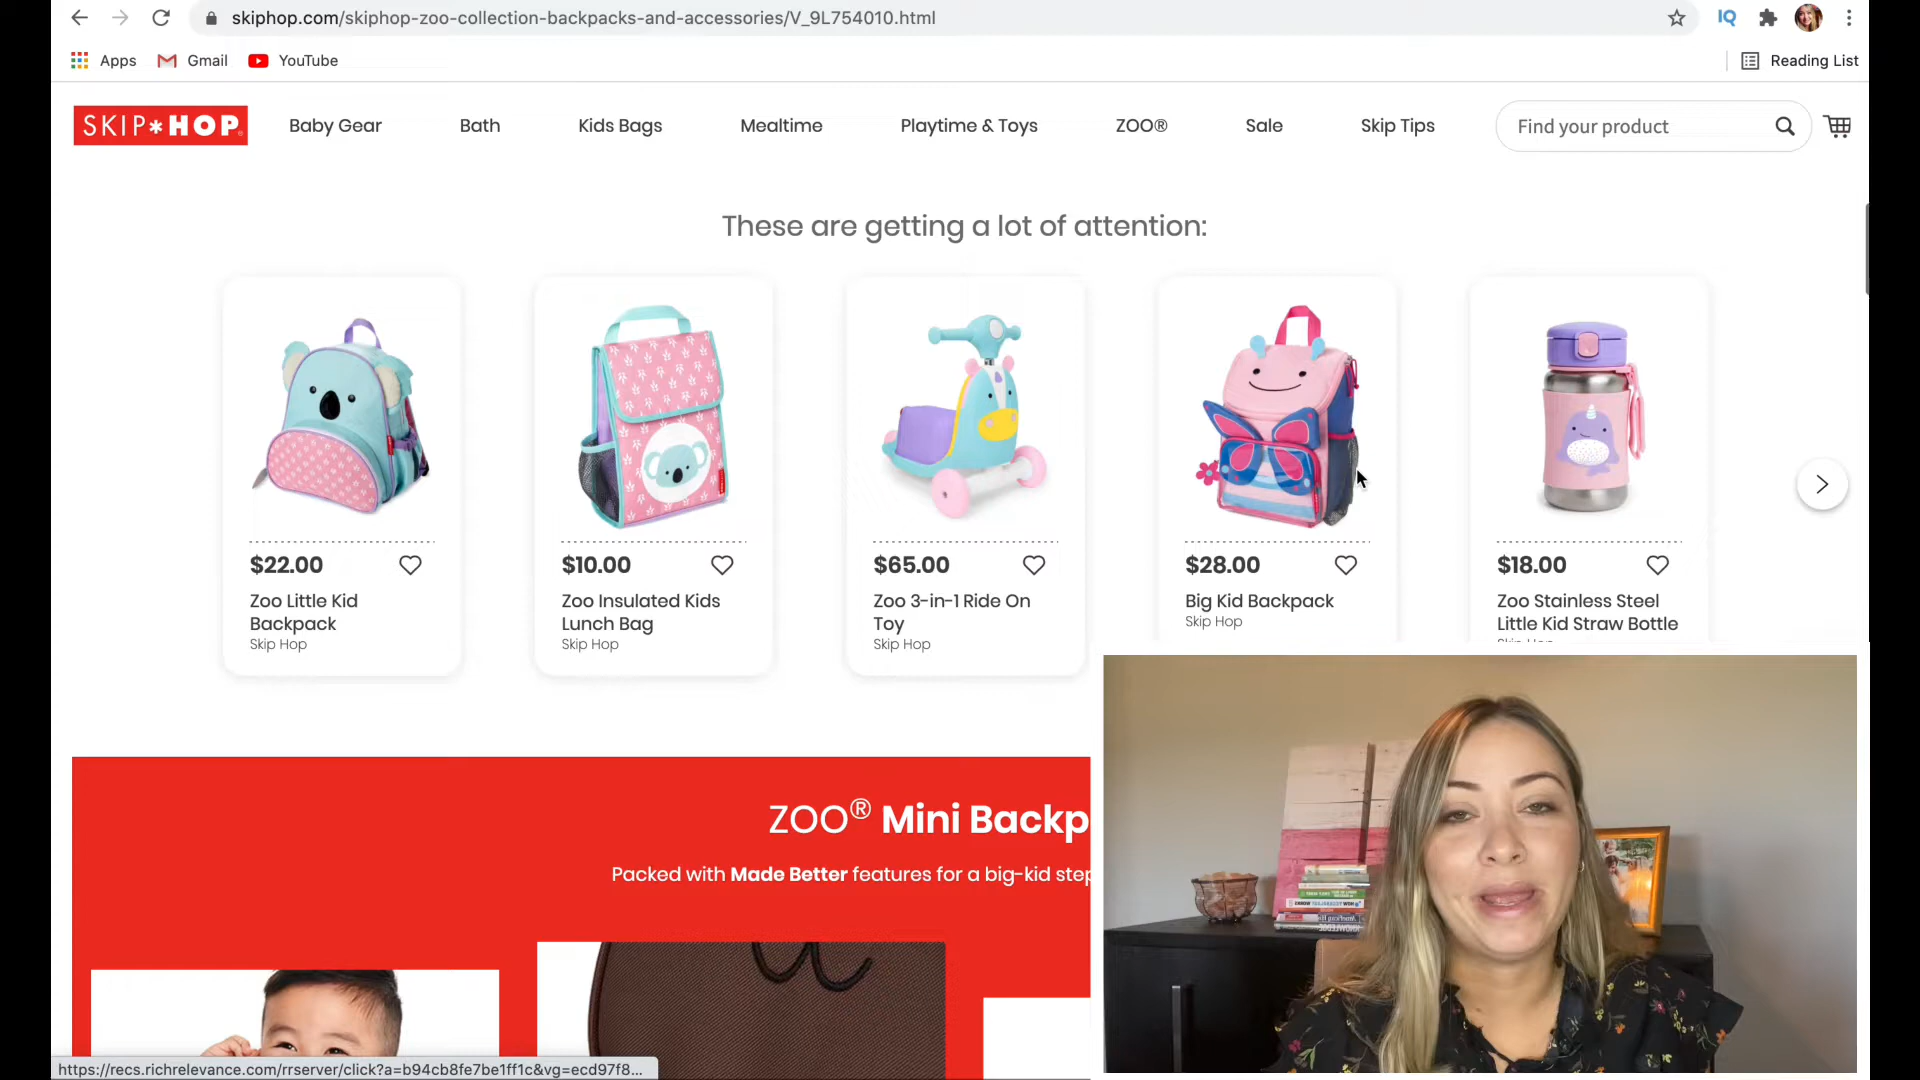 skiphop.com/skiphop-zoo-collection-backpacks-and-accessories/V_9L754010.html
IQ
Apps
Gmail
YouTube
Reading List
SKIP*HOP
Baby Gear
Bath
Kids Bags
Mealtime
Playtime & Toys
ZOO®
Sale
Skip Tips
Find your product
These are getting a lot of attention:
$22.00
Zoo Little Kid
Backpack
Skip Hop
$10.00
Zoo Insulated Kids
Lunch Bag
Skip Hop
$65.00
Zoo 3-in-1 Ride On
Toy
Skip Hop
$28.00
Big Kid Backpack
Skip Hop
$18.00
Zoo Stainless Steel
Little Kid Straw Bottle
Skip Hop
ZOO® Mini Backp
Packed with Made Better features for a big-kid step
https://recs.richrelevance.com/rrserver/click?a=b94cb8fe7be1ff1c&vg=ecd97f8...